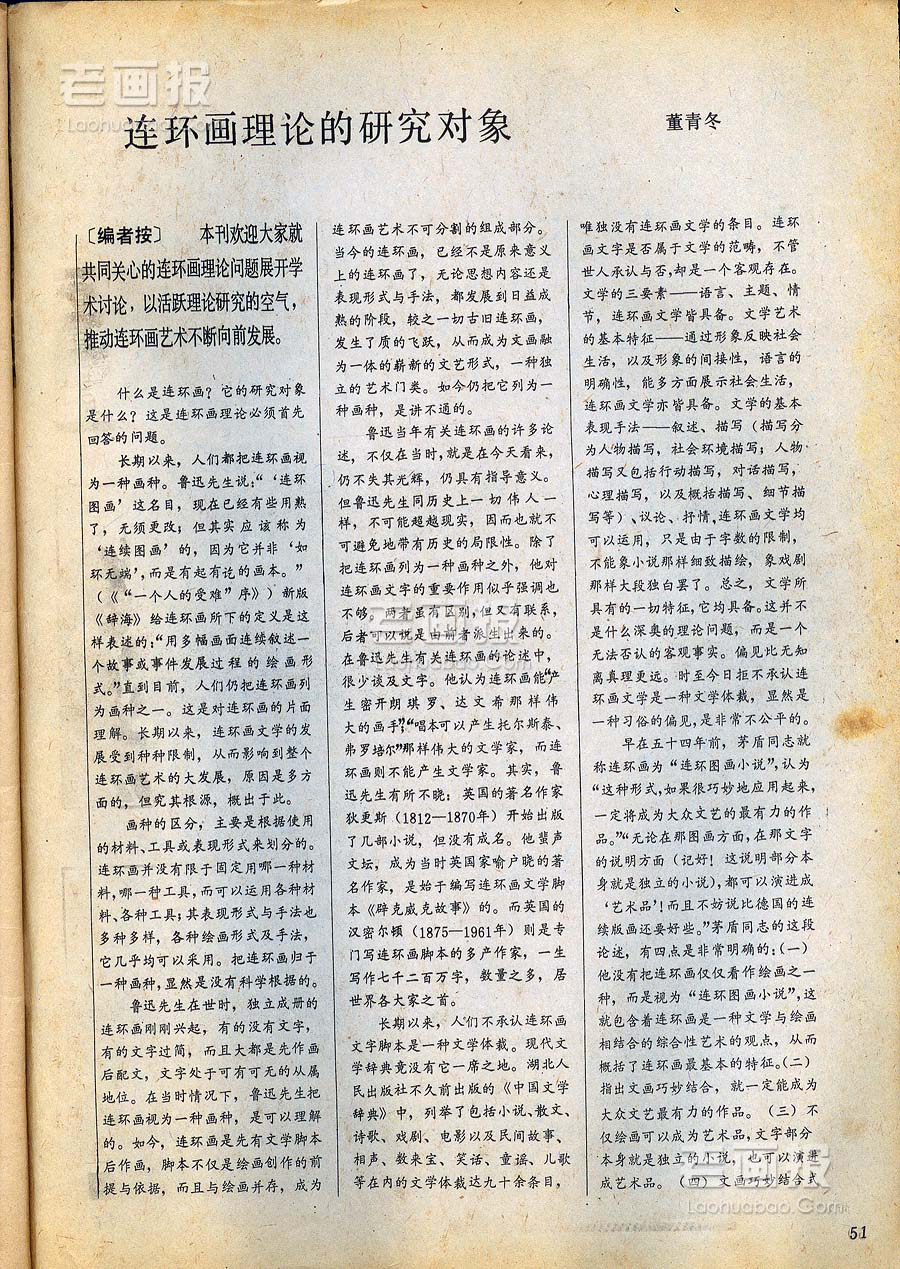 老画报
Laohuabao.Com
连环画理论的研究对象
董青冬
〔编者按〕 本刊欢迎大家就
共同关心的连环画理论问题展开学
术讨论，以活跃理论研究的空气，
推动连环画艺术不断向前发展。
什么是连环画？它的研究对象
是什么？这是连环画理论必须首先
回答的问题。
长期以来，人们都把连环画视
为一种画种。鲁迅先生说：“‘连环
图画’这名目，现在已经有些用熟
了，无须更改；但其实应该称为
‘连续图画’的，因为它并非‘如
环无端’，而是有起有讫的画本。”
（《“一个人的受难”序》）新版
《辞海》给连环画所下的定义是这
样表述的：“用多幅画面连续叙述一
个故事或事件发展过程的绘画形
式。”直到目前，人们仍把连环画列
为画种之一。这是对连环画的片面
理解。长期以来，连环画文学的发
展受到种种限制，从而影响到整个
连环画艺术的大发展，原因是多方
面的，但究其根源，概出于此。
画种的区分，主要是根据使用
的材料、工具或表现形式来划分的。
连环画并没有限于固定用哪一种材
料，哪一种工具，而可以运用各种材
料、各种工具；其表现形式与手法也
多种多样，各种绘画形式及手法，
它几乎均可以采用。把连环画归于
一种画种，显然是没有科学根据的。
鲁迅先生在世时，独立成册的
连环画刚刚兴起，有的没有文字，
有的文字过简，而且大都是先作画
后配文，文字处于可有可无的从属
地位。在当时情况下，鲁迅先生把
连环画视为一种画种，是可以理解
的。如今，连环画是先有文学脚本
后作画，脚本不仅是绘画创作的前
提与依据，而且与绘画并存，成为
连环画艺术不可分割的组成部分。
当今的连环画，已经不是原来意义
上的连环画了，无论思想内容还是
表现形式与手法，都发展到日益成
熟的阶段，较之一切古旧连环画，
发生了质的飞跃，从而成为文画融
为一体的崭新的文艺形式，一种独
立的艺术门类。如今仍把它列为一
种画种，是讲不通的。
鲁迅当年有关连环画的许多论
述，不仅在当时，就是在今天看来，
仍不失其光辉，仍具有指导意义。
但鲁迅先生同历史上一切伟人一
样，不可能超越现实，因而也就不
可避免地带有历史的局限性。除了
把连环画列为一种画种之外，他对
连环画文字的重要作用似乎强调也
不够。两者虽有区别，但又有联系，
后者可以说是由前者派生出来的。
在鲁迅先生有关连环画的论述中，
很少谈及文字。他认为连环画能“产
生密开朗琪罗、达文希那样伟
大的画手”，“唱本可以产生托尔斯泰、
弗罗培尔”那样伟大的文学家，而连
环画则不能产生文学家。其实，鲁
迅先生有所不晓：英国的著名作家
狄更斯（1812—1870年）开始出版
了几部小说，但没有成名。他蜚声
文坛，成为当时英国家喻户晓的著
名作家，是始于编写连环画文学脚
本《辟克威克故事》的。而英国的
汉密尔顿（1875—1961年）则是专
门写连环画脚本的多产作家，一生
写作七千二百万字，数量之多，居
世界各大家之首。
长期以来，人们不承认连环画
文字脚本是一种文学体裁。现代文
学辞典竟没有它一席之地。湖北人
民出版社不久前出版的《中国文学
辞典》中，列举了包括小说、散文、
诗歌、戏剧、电影以及民间故事、
相声、数来宝、笑话、童谣、儿歌
等在内的文学体裁达九十余条目，
唯独没有连环画文学的条目。连环
画文字是否属于文学的范畴，不管
世人承认与否，却是一个客观存在。
文学的三要素——语言、主题、情
节，连环画文学皆具备。文学艺术
的基本特征——通过形象反映社会
生活，以及形象的间接性，语言的
明确性，能多方面展示社会生活，
连环画文学亦皆具备。文学的基本
表现手法——叙述、描写（描写分
为人物描写，社会环境描写；人物
描写又包括行动描写，对话描写，
心理描写，以及概括描写、细节描
写等）、议论、抒情，连环画文学均
可以运用，只是由于字数的限制，
不能象小说那样细致描绘，象戏剧
那样大段独白罢了。总之，文学所
具有的一切特征，它均具备。这并不
是什么深奥的理论问题，而是一个
无法否认的客观事实。偏见比无知
离真理更远。时至今日拒不承认连
环画文学是一种文学体裁，显然是
一种习俗的偏见，是非常不公平的。
早在五十四年前，茅盾同志就
称连环画为“连环图画小说”，认为
“这种形式，如果很巧妙地应用起来，
一定将成为大众文艺的最有力的作
品。”“无论在那图画方面，在那文字
的说明方面（记好！这说明部分本
身就是独立的小说），都可以演进成
‘艺术品’！而且不妨说比德国的连
续版画还要好些。”茅盾同志的这段
论述，有四点是非常明确的：（一）
他没有把连环画仅仅看作绘画之一
种，而是视为“连环图画小说”，这
就包含着连环画是一种文学与绘画
相结合的综合性艺术的观点，从而
概括了连环画最基本的特征。（二）
指出文画巧妙结合，就一定能成为
大众文艺最有力的作品。（三）不
仅绘画可以成为艺术品，文字部分
本身就是独立的小说，也可以演进
成艺术品。（四）文画巧妙结合式
老画报
Laohuabao.Com
51